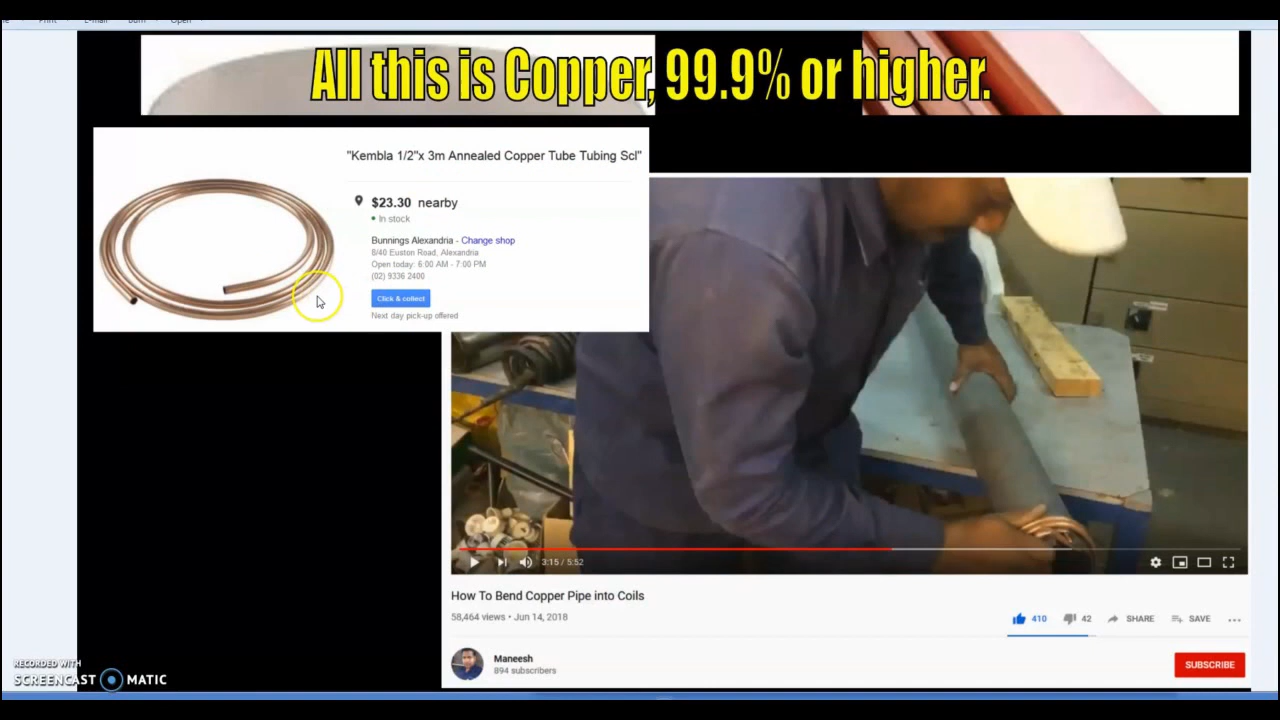 Print E-mail Burn Open
All this is Copper, 99.9% or higher.
"Kembla 1/2"x 3m Annealed Copper Tube Tubing Scl"
$23.30 nearby
In stock
Bunnings Alexandria - Change shop
8/40 Euston Road, Alexandria
Open today: 6:00 AM - 7:00 PM
(02) 9336 2400
Click & collect
Next day pick-up offered
3:15 / 5:52
How To Bend Copper Pipe into Coils
58,464 views • Jun 14, 2018
410 42 SHARE SAVE
Maneesh
894 subscribers
SUBSCRIBE
RECORDED WITH
SCREENCAST MATIC